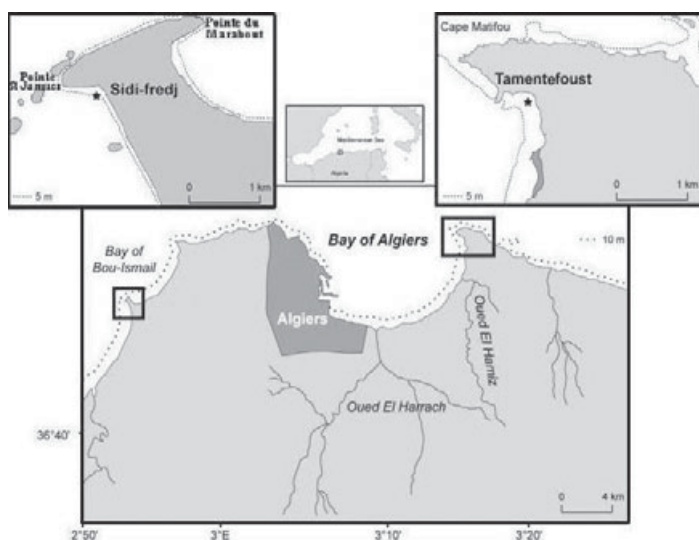 Pointe du
Marabout
Pointe
Sidi-fredj
0 1 km
5 m
Mediterranean Sea
Algeria
Cape Matifou
Tamentefoust
0 1 km
5 m
Bay of
Bou-Ismail
Bay of Algiers
10 m
Algiers
Oued El Hamiz
Oued El Harrach
36°40'
0 4 km
2°50' 3°E 3°10' 3°20'